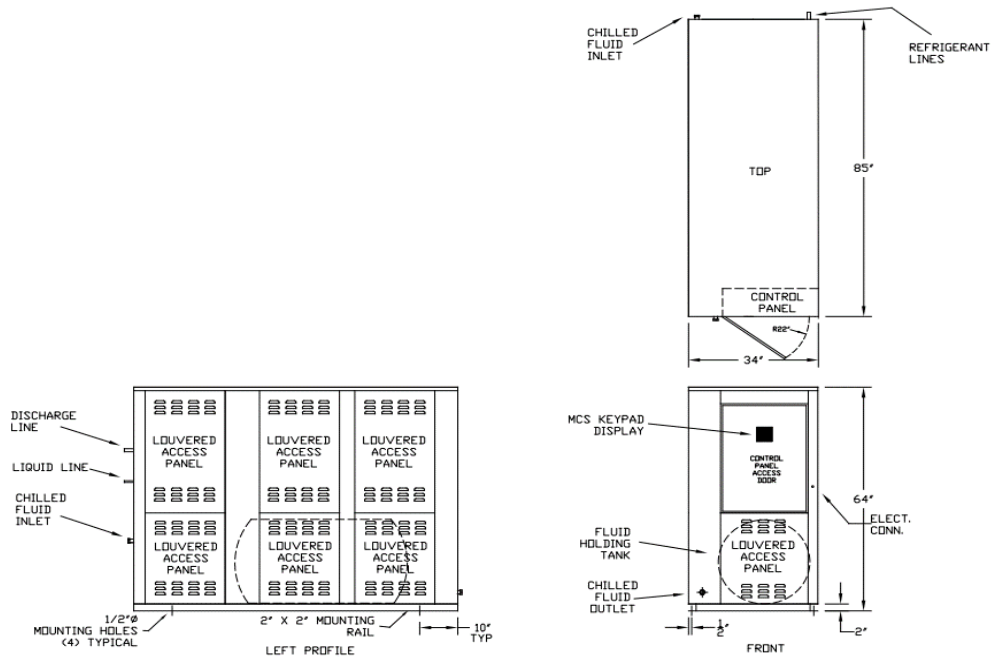 CHILLED
FLUID
INLET
REFRIGERANT
LINES
TOP
85"
CONTROL
PANEL
R22"
34"
DISCHARGE
LINE
LIQUID LINE
CHILLED
FLUID
INLET
LOUVERED
ACCESS
PANEL
LOUVERED
ACCESS
PANEL
LOUVERED
ACCESS
PANEL
LOUVERED
ACCESS
PANEL
LOUVERED
ACCESS
PANEL
LOUVERED
ACCESS
PANEL
1/2"Ø
MOUNTING HOLES
(4) TYPICAL
2" X 2" MOUNTING
RAIL
10"
TYP
LEFT PROFILE
MCS KEYPAD
DISPLAY
CONTROL
PANEL
ACCESS
DOOR
64"
ELECT.
CONN.
FLUID
HOLDING
TANK
LOUVERED
ACCESS
PANEL
CHILLED
FLUID
OUTLET
1/2"
2"
FRONT